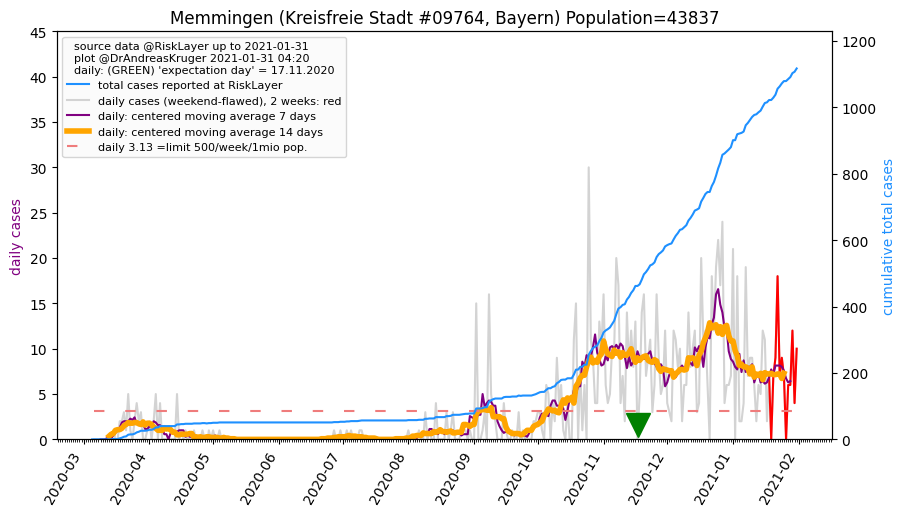 Memmingen (Kreisfreie Stadt #09764, Bayern) Population=43837
source data @RiskLayer up to 2021-01-31
plot @DrAndreasKruger 2021-01-31 04:20
daily: (GREEN) 'expectation day' = 17.11.2020
total cases reported at RiskLayer
daily cases (weekend-flawed), 2 weeks: red
daily: centered moving average 7 days
daily: centered moving average 14 days
daily 3.13 =limit 500/week/1mio pop.
daily cases
45
40
35
30
25
20
15
10
5
0
cumulative total cases
1200
1000
800
600
400
200
0
2020-03
2020-04
2020-05
2020-06
2020-07
2020-08
2020-09
2020-10
2020-11
2020-12
2021-01
2021-02